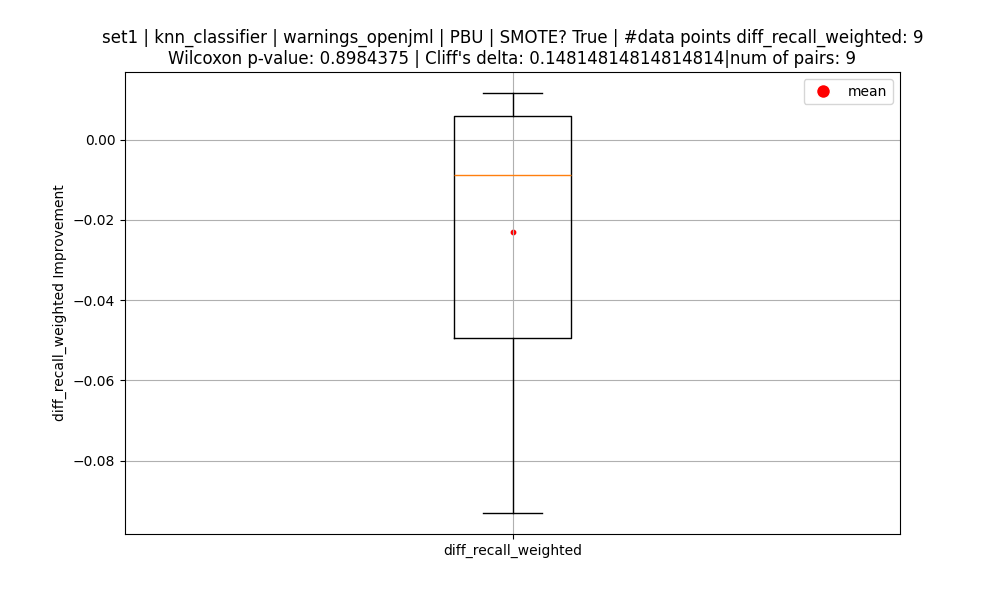 set1 | knn_classifier | warnings_openjml | PBU | SMOTE? True | #data points diff_recall_weighted: 9
Wilcoxon p-value: 0.8984375 | Cliff's delta: 0.14814814814814814|num of pairs: 9
mean
0.00
−0.02
−0.04
−0.06
−0.08
diff_recall_weighted Improvement
diff_recall_weighted